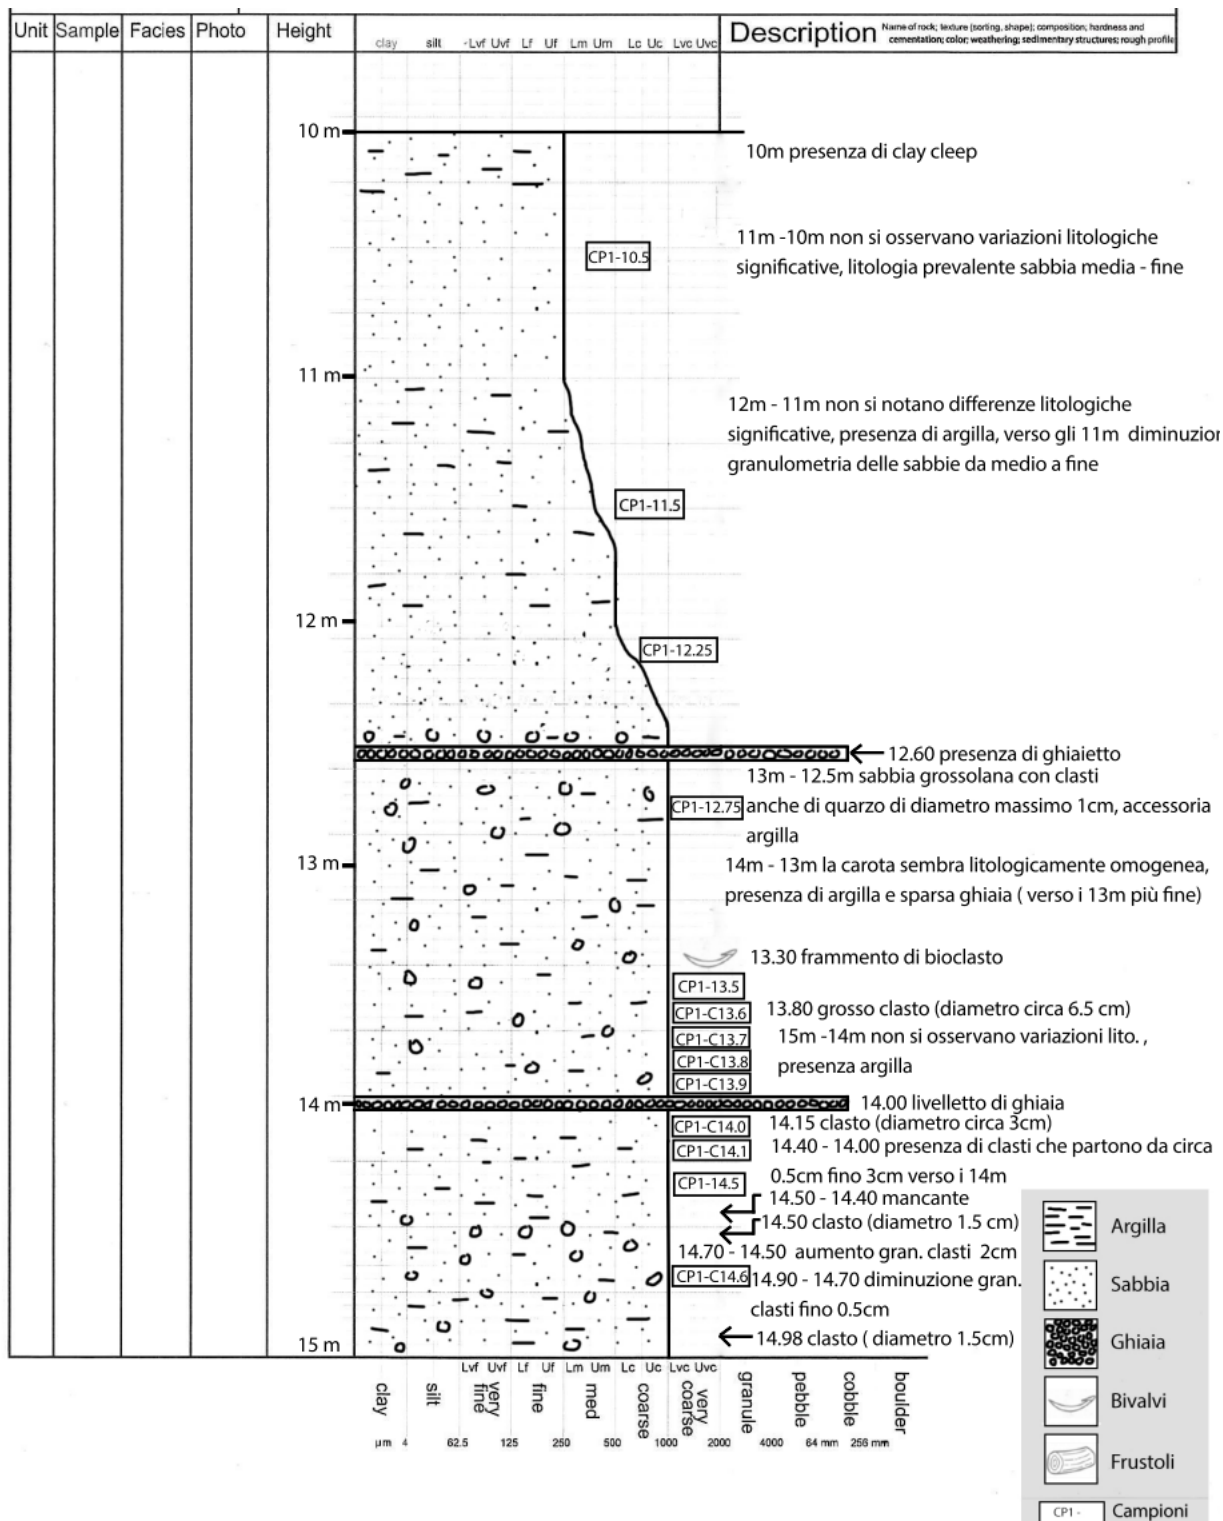 Unit Sample Facies Photo Height clay silt Lvf Uvf Lf Uf Lm Um Lc Uc Lvc Uvc Description Name of rock; texture (sorting, shape); composition; hardness and
cementation; color; weathering; sedimentary structures; rough profile
10 m
10m presenza di clay cleep
11m -10m non si osservano variazioni litologiche
CP1-10.5
significative, litologia prevalente sabbia media - fine
11 m
12m - 11m non si notano differenze litologiche
significative, presenza di argilla, verso gli 11m diminuzior
granulometria delle sabbie da medio a fine
CP1-11.5
12 m
CP1-12.25
12.60 presenza di ghiaietto
13m - 12.5m sabbia grossolana con clasti
CP1-12.75
anche di quarzo di diametro massimo 1cm, accessoria
argilla
13 m
14m - 13m la carota sembra litologicamente omogenea,
presenza di argilla e sparsa ghiaia ( verso i 13m più fine)
13.30 frammento di bioclasto
CP1-13.5
CP1-C13.6
13.80 grosso clasto (diametro circa 6.5 cm)
CP1-C13.7
15m -14m non si osservano variazioni lito. ,
CP1-C13.8
presenza argilla
CP1-C13.9
14 m
14.00 livelletto di ghiaia
CP1-C14.0
14.15 clasto (diametro circa 3cm)
CP1-C14.1
14.40 - 14.00 presenza di clasti che partono da circa
CP1-14.5
0.5cm fino 3cm verso i 14m
14.50 - 14.40 mancante
14.50 clasto (diametro 1.5 cm)
14.70 - 14.50 aumento gran. clasti 2cm
CP1-C14.6
14.90 - 14.70 diminuzione gran.
clasti fino 0.5cm
15 m
14.98 clasto ( diametro 1.5cm)
Lvf Uvf Lf Uf Lm Um Lc Uc Lvc Uvc
clay silt very fine fine med coarse very coarse granule pebble cobble boulder
µm 4 62.5 125 250 500 1000 2000 4000 64 mm 256 mm
Argilla
Sabbia
Ghiaia
Bivalvi
Frustoli
CP1 - Campioni